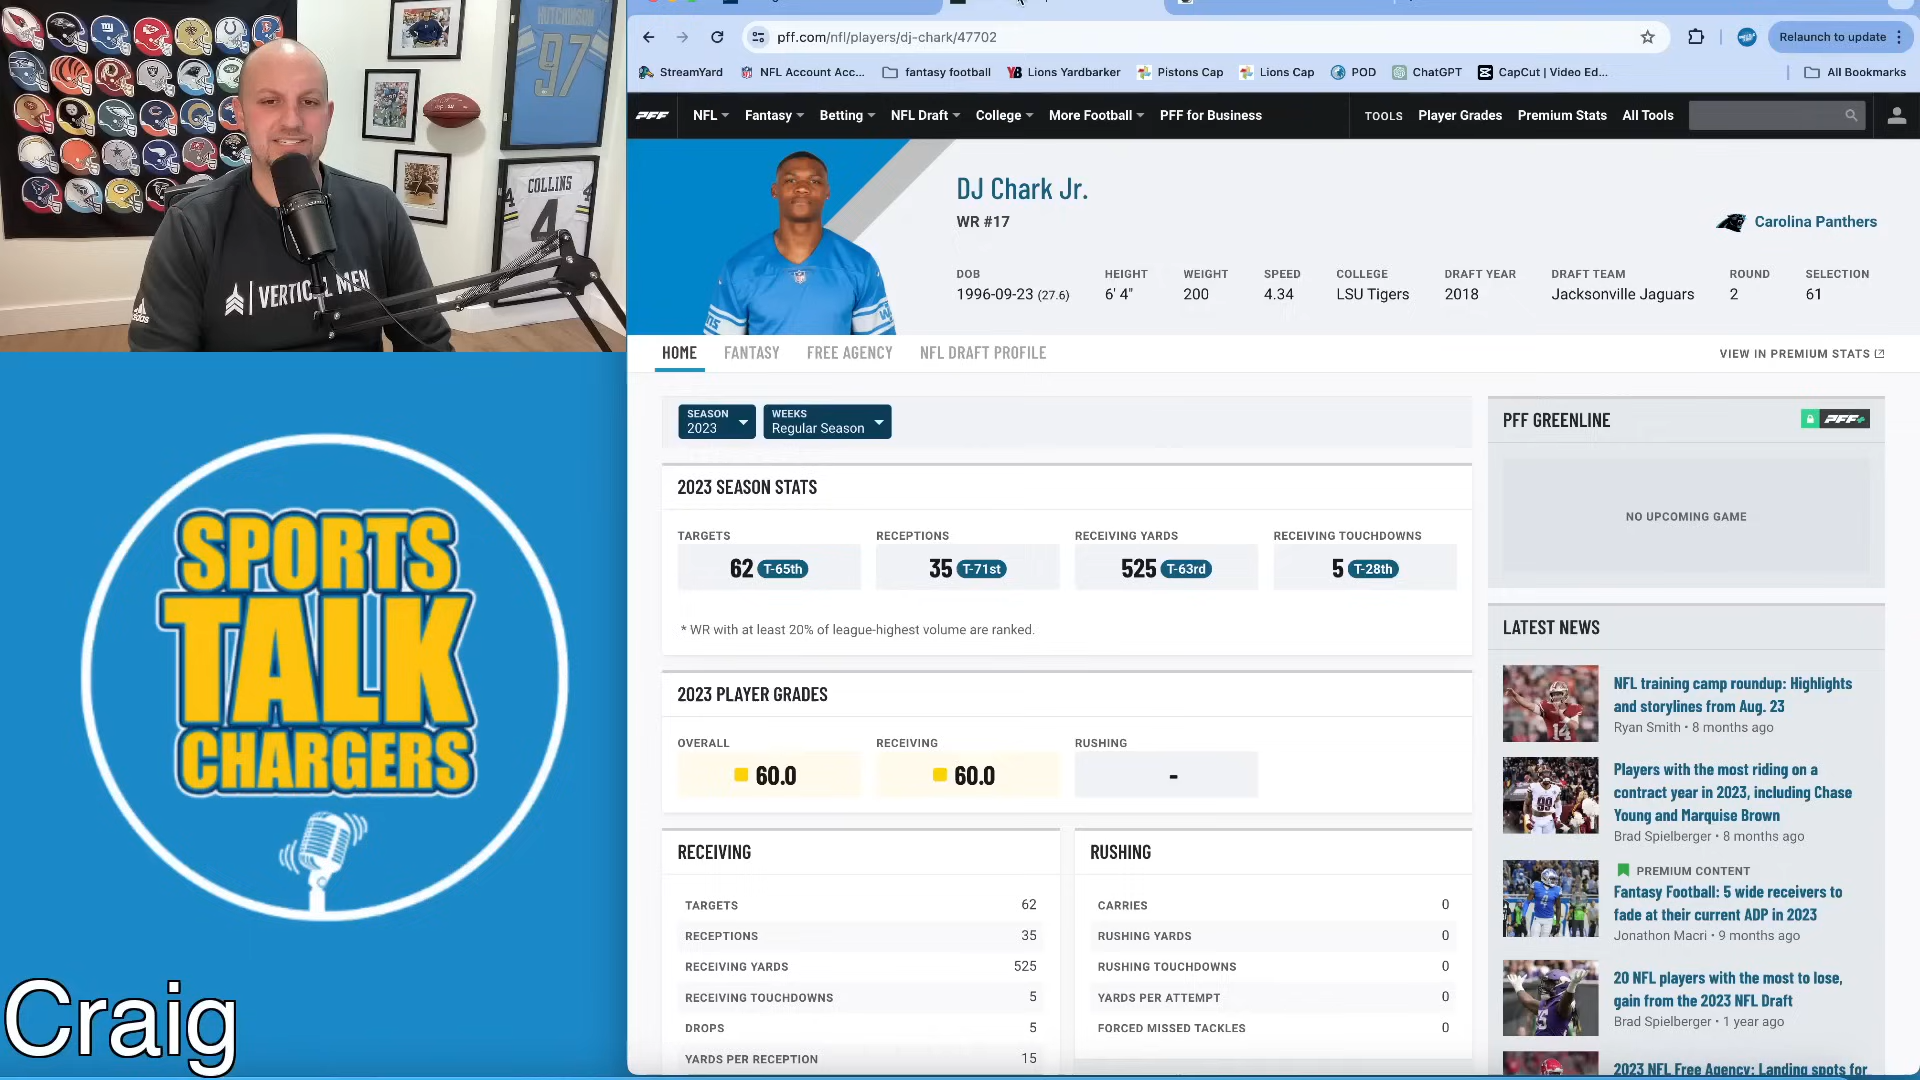 HUTCHINSON
97
COLLINS
4
VERTICAL MEN
adidas
SPORTS
TALK
CHARGERS
Craig
pff.com/nfl/players/dj-chark/47702
Relaunch to update
StreamYard
NFL Account Acc...
fantasy football
Lions Yardbarker
Pistons Cap
Lions Cap
POD
ChatGPT
CapCut | Video Ed...
All Bookmarks
PFF
NFL
Fantasy
Betting
NFL Draft
College
More Football
PFF for Business
TOOLS
Player Grades
Premium Stats
All Tools
DJ Chark Jr.
WR #17
Carolina Panthers
DOB HEIGHT WEIGHT SPEED COLLEGE DRAFT YEAR DRAFT TEAM ROUND SELECTION
1996-09-23 (27.6) 6' 4" 200 4.34 LSU Tigers 2018 Jacksonville Jaguars 2 61
HOME FANTASY FREE AGENCY NFL DRAFT PROFILE
VIEW IN PREMIUM STATS
SEASON
2023
WEEKS
Regular Season
2023 SEASON STATS
TARGETS RECEPTIONS RECEIVING YARDS RECEIVING TOUCHDOWNS
62 T-65th 35 T-71st 525 T-63rd 5 T-28th
* WR with at least 20% of league-highest volume are ranked.
2023 PLAYER GRADES
OVERALL RECEIVING RUSHING
60.0 60.0 -
RECEIVING
TARGETS 62
RECEPTIONS 35
RECEIVING YARDS 525
RECEIVING TOUCHDOWNS 5
DROPS 5
YARDS PER RECEPTION 15
RUSHING
CARRIES 0
RUSHING YARDS 0
RUSHING TOUCHDOWNS 0
YARDS PER ATTEMPT 0
FORCED MISSED TACKLES 0
PFF GREENLINE
PFF+
NO UPCOMING GAME
LATEST NEWS
NFL training camp roundup: Highlights
and storylines from Aug. 23
Ryan Smith • 8 months ago
Players with the most riding on a
contract year in 2023, including Chase
Young and Marquise Brown
Brad Spielberger • 8 months ago
PREMIUM CONTENT
Fantasy Football: 5 wide receivers to
fade at their current ADP in 2023
Jonathon Macri • 9 months ago
20 NFL players with the most to lose,
gain from the 2023 NFL Draft
Brad Spielberger • 1 year ago
2023 NFL Free Agency: Landing spots for